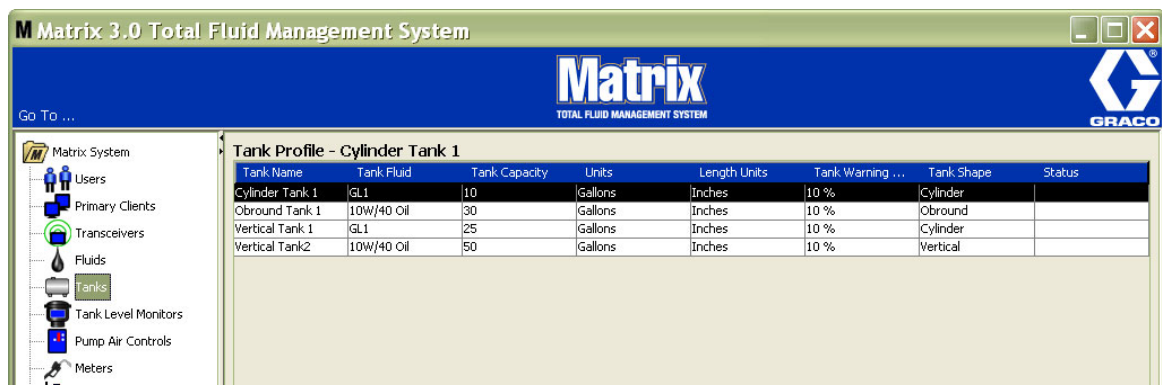 M Matrix 3.0 Total Fluid Management System
Matrix ®
TOTAL FLUID MANAGEMENT SYSTEM
Go To ... GRACO
Matrix System
Users
Primary Clients
Transceivers
Fluids
Tanks
Tank Level Monitors
Pump Air Controls
Meters
Tank Profile - Cylinder Tank 1
Tank Name Tank Fluid Tank Capacity Units Length Units Tank Warning ... Tank Shape Status
Cylinder Tank 1 GL1 10 Gallons Inches 10 % Cylinder
Obround Tank 1 10W/40 Oil 30 Gallons Inches 10 % Obround
Vertical Tank 1 GL1 25 Gallons Inches 10 % Cylinder
Vertical Tank2 10W/40 Oil 50 Gallons Inches 10 % Vertical